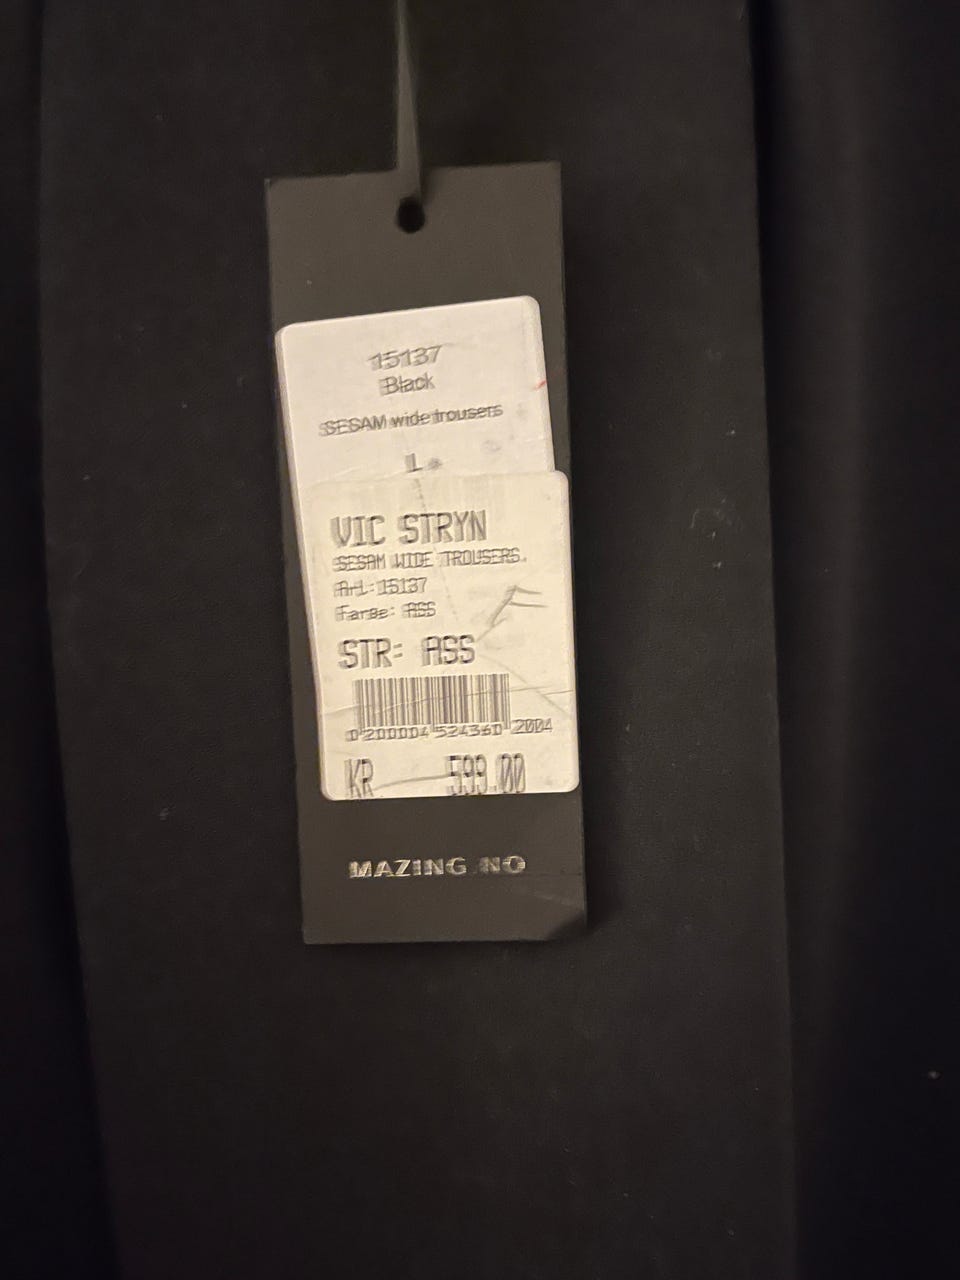 15137
Black
SESAM wide trousers
L
VIC STRYN
SESAM WIDE TROUSERS
Art: 15137
Farge: ASS
STR: ASS
2004
KR 599.00
MAZING.NO